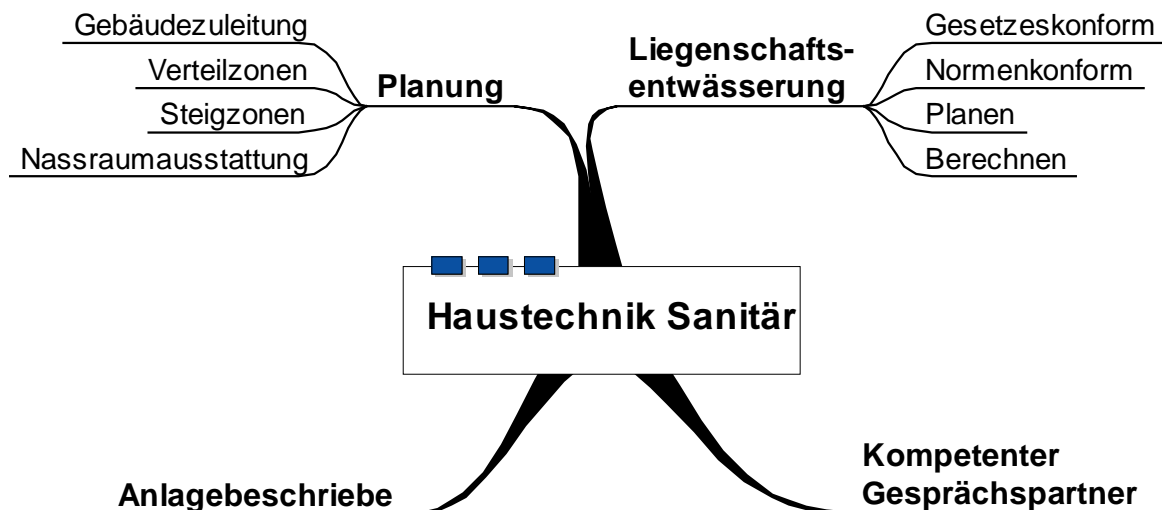 Gebäudezuleitung
Verteilzonen
Steigzonen
Nassraumausstattung
Planung
Liegenschafts-
entwässerung
Gesetzeskonform
Normenkonform
Planen
Berechnen
Haustechnik Sanitär
Anlagebeschriebe
Kompetenter
Gesprächspartner